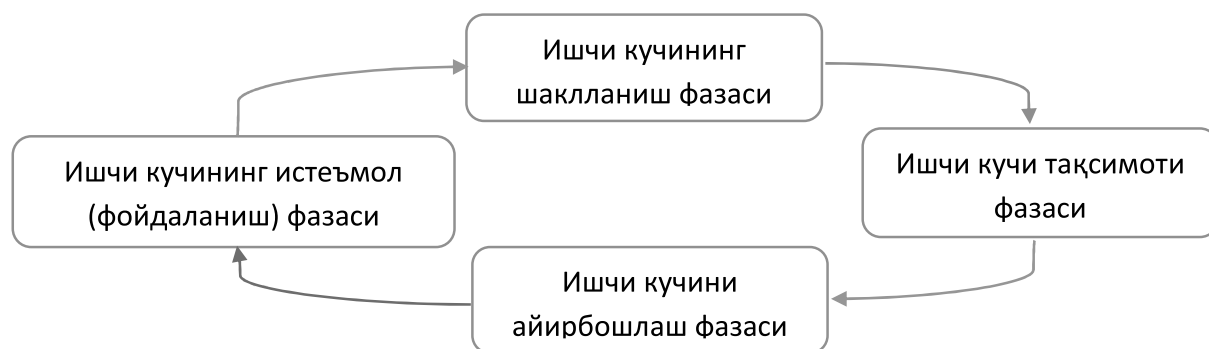 Ишчи кучининг
шаклланиш фазаси
Ишчи кучи тақсимоти
фазаси
Ишчи кучини
айирбошлаш фазаси
Ишчи кучининг истеъмол
(фойдаланиш) фазаси